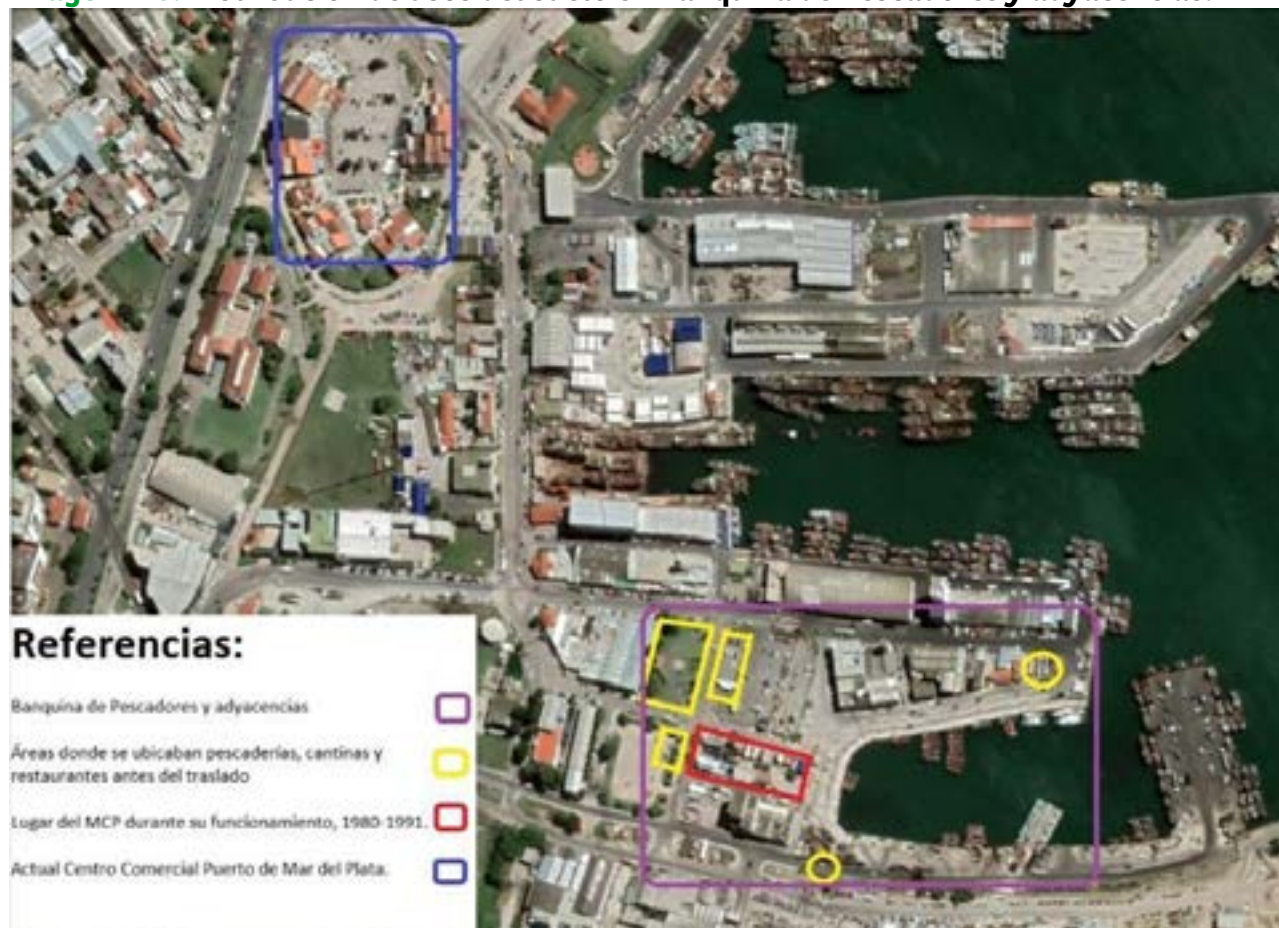 Referencias:
Banquina de Pescadores y adyacencias
Áreas donde se ubicaban pescaderías, cantinas y
restaurantes antes del traslado
Lugar del MCP durante su funcionamiento, 1980-1991.
Actual Centro Comercial Puerto de Mar del Plata.